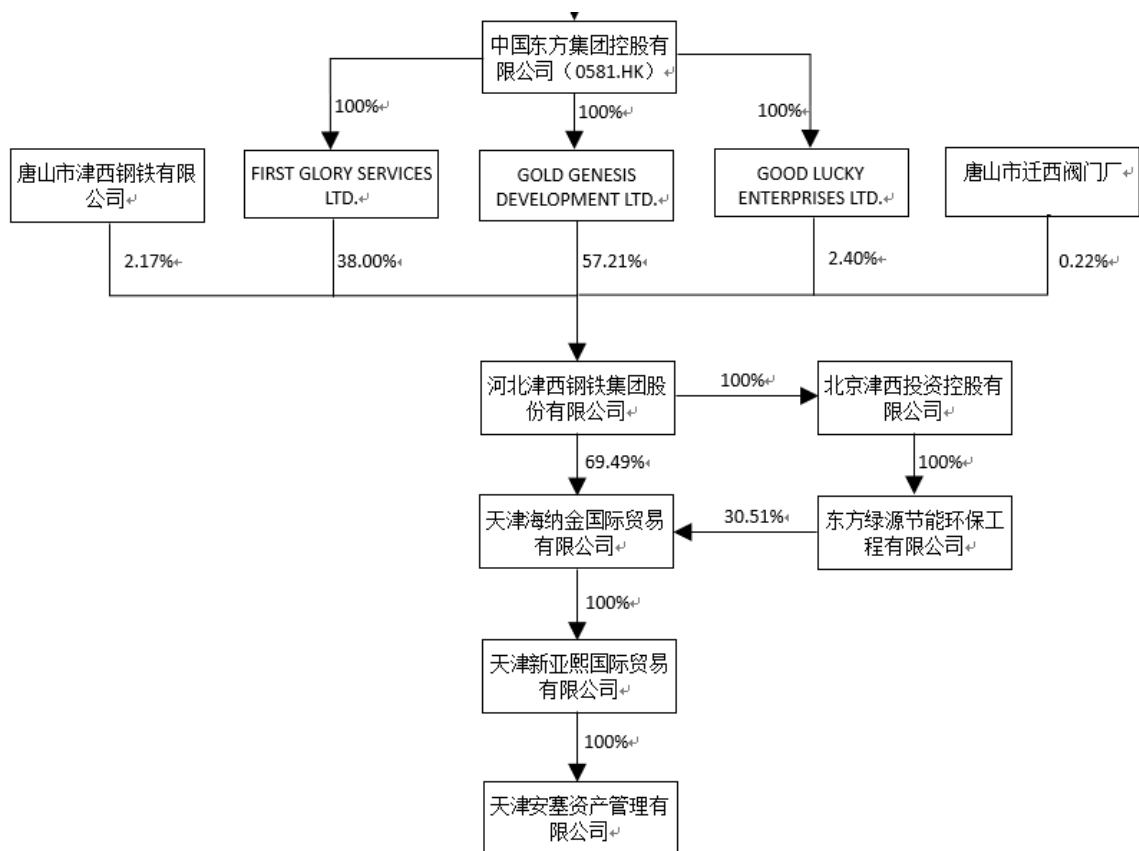 中国东方集团控股有
限公司（0581.HK）
100%
100%
100%
唐山市津西钢铁有限
公司
FIRST GLORY SERVICES
LTD.
GOLD GENESIS
DEVELOPMENT LTD.
GOOD LUCKY
ENTERPRISES LTD.
唐山市迁西阀门厂
2.17%
38.00%
57.21%
2.40%
0.22%
河北津西钢铁集团股
份有限公司
100%
北京津西投资控股有
限公司
69.49%
100%
天津海纳金国际贸易
有限公司
30.51%
东方绿源节能环保工
程有限公司
100%
天津新亚熙国际贸易
有限公司
100%
天津安塞资产管理有
限公司